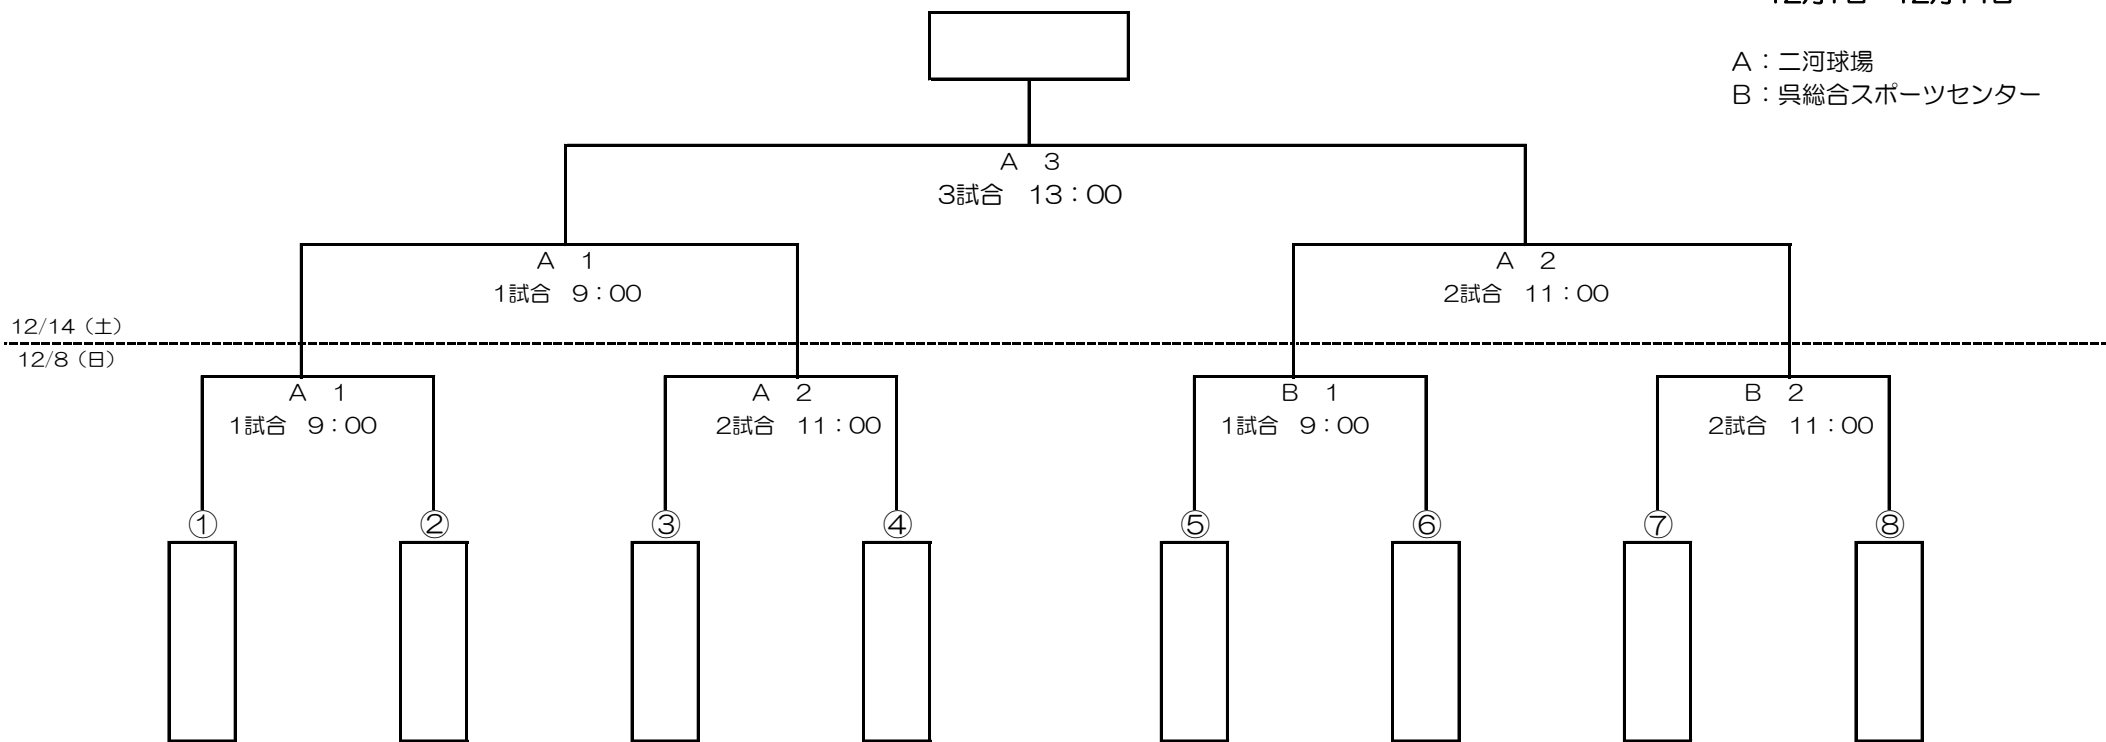 A：二河球場
B：呉総合スポーツセンター
A 3
3試合 13：00
A 1
1試合 9：00
A 2
2試合 11：00
12/14（土）
12/8（日）
A 1
1試合 9：00
A 2
2試合 11：00
B 1
1試合 9：00
B 2
2試合 11：00
① ② ③ ④ ⑤ ⑥ ⑦ ⑧